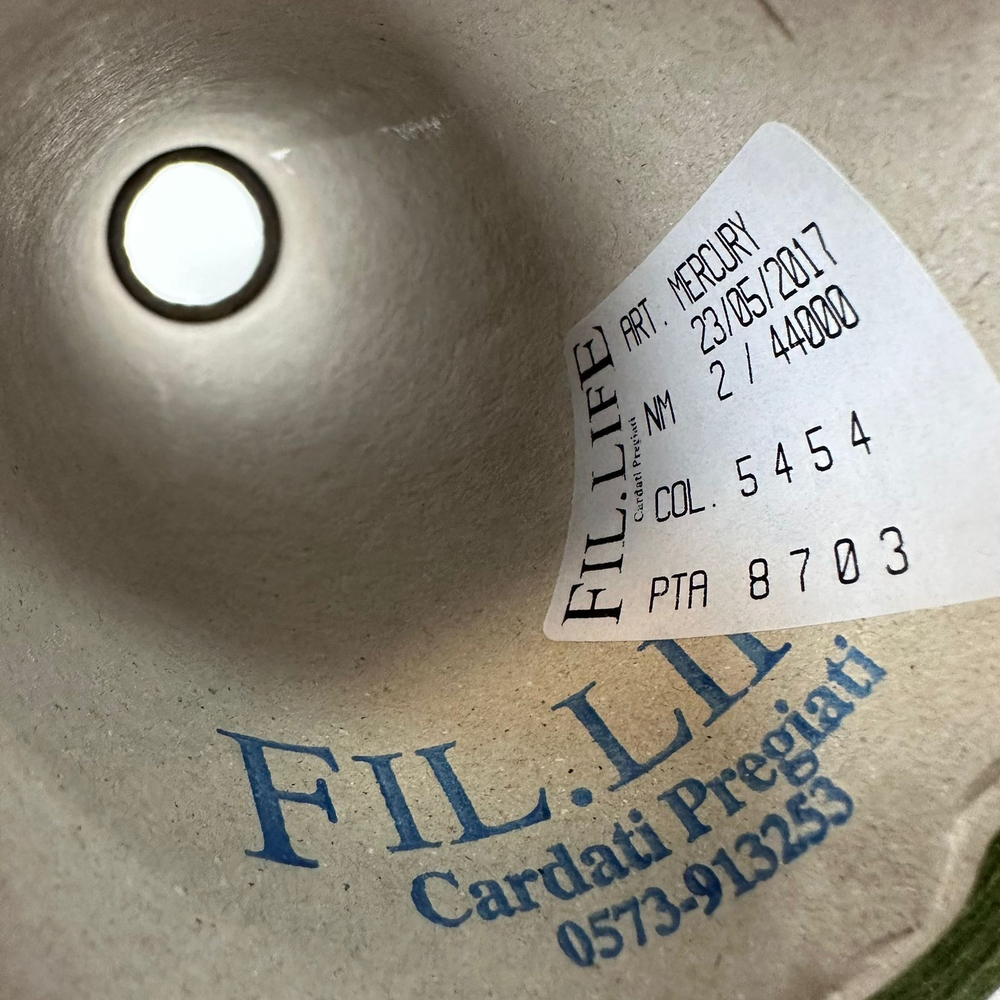 FIL.LIFE
Cardati Pregiati
ART. MERCURY
23/05/2017
NM 2 / 44000
COL. 5454
PTA 8703
FIL.LIF
Cardati Pregiati
0573-913253